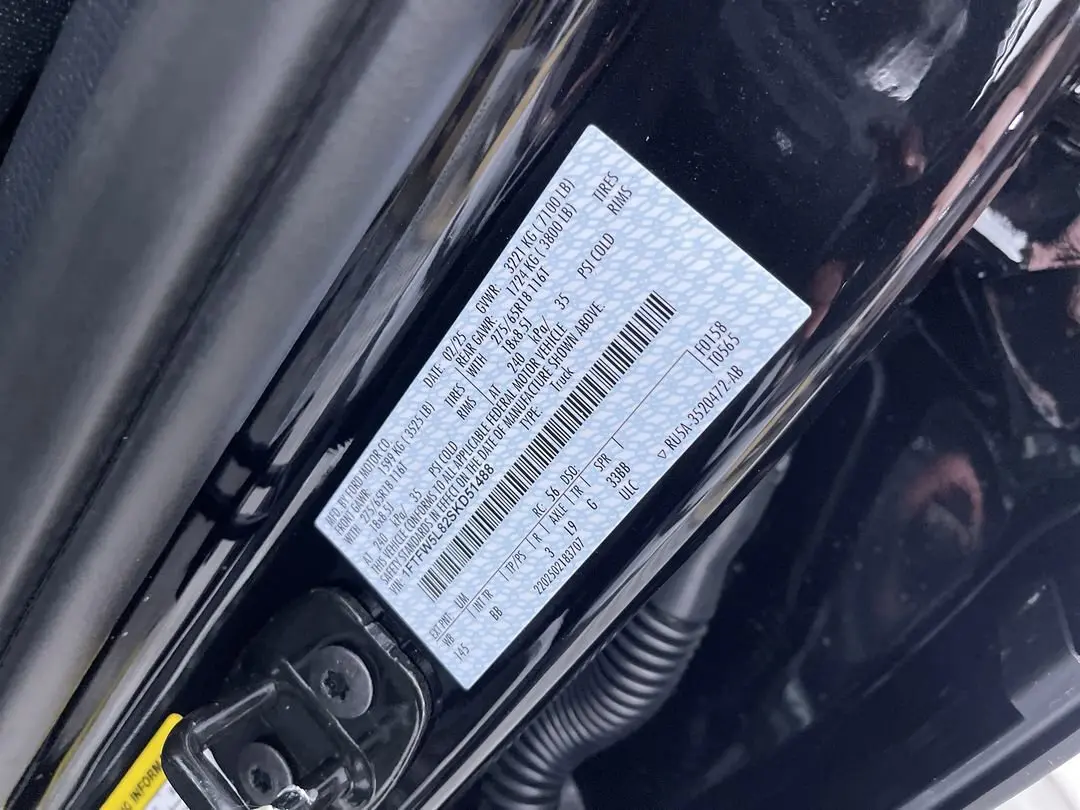 MFD. BY FORD MOTOR CO.
DATE: 02/25 GVWR: 3221 KG ( 7100 LB)
FRONT GAWR: 1599 KG ( 3525 LB) REAR GAWR: 1724 KG ( 3800 LB)
WITH 275/65R18 116T TIRES WITH 275/65R18 116T TIRES
18x8.5J RIMS 18x8.5J RIMS
AT 240 kPa/ 35 PSI COLD AT 240 kPa/ 35 PSI COLD
THIS VEHICLE CONFORMS TO ALL APPLICABLE FEDERAL MOTOR VEHICLE
SAFETY STANDARDS IN EFFECT ON THE DATE OF MANUFACTURE SHOWN ABOVE.
VIN: 1FTFW5L82SKD51488 TYPE: Truck
EXT PNT: UM RC: 56 DSO:
WB INT TR TP/PS R AXLE TR SPR H0158
145 BB 3 19 G 33BB T0565
2202502183707 ULC ▽ RU5A-3520472-AB
NG INFORM